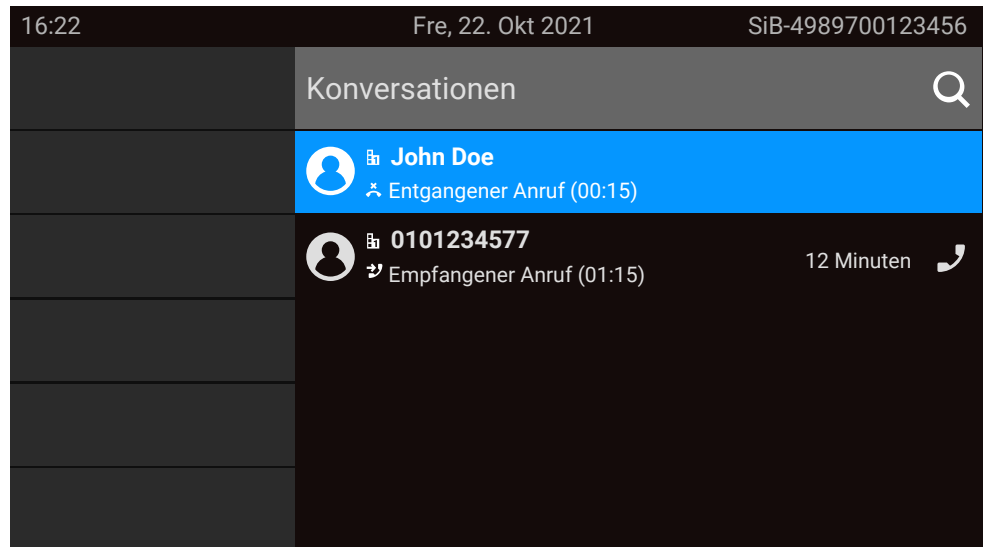 16:22 Fre, 22. Okt 2021 SiB-4989700123456
Konversationen
John Doe
Entgangener Anruf (00:15)
0101234577
Empfangener Anruf (01:15)
12 Minuten